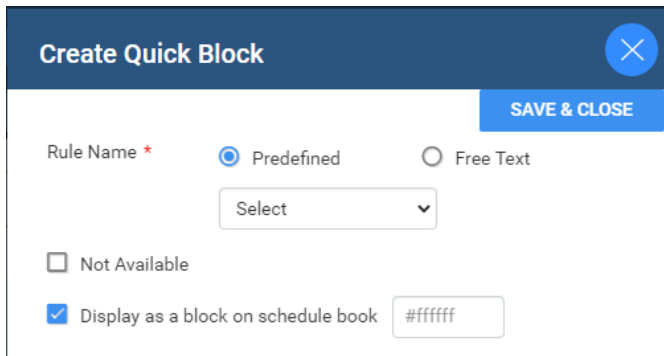 Create Quick Block
SAVE & CLOSE
Rule Name * Predefined Free Text
Select
Not Available
Display as a block on schedule book #ffffff